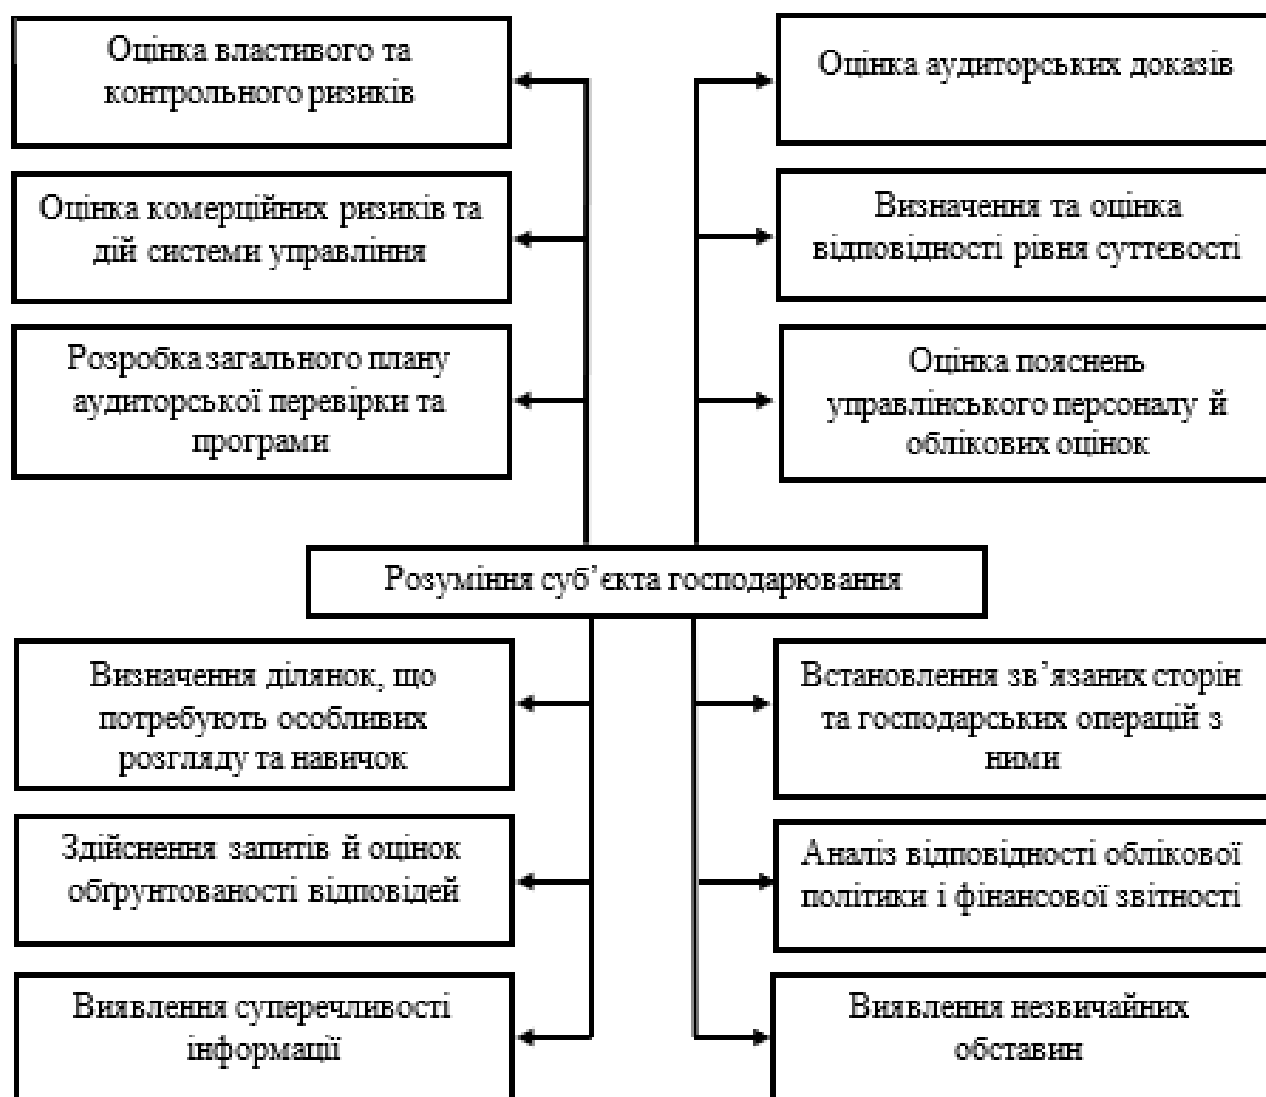 Оцінка властивого та
контрольного ризиків
Оцінка комерційних ризиків та
дій системи управління
Розробка загального плану
аудиторської перевірки та
програми
Оцінка аудиторських доказів
Визначення та оцінка
відповідності рівня суттєвості
Оцінка пояснень
управлінського персоналу й
облікових оцінок
Розуміння суб’єкта господарювання
Визначення ділянок, що
потребують особливих
розгляду та навичок
Здійснення запитів й оцінок
обґрунтованості відповідей
Виявлення суперечливості
інформації
Встановлення зв’язаних сторін
та господарських операцій з
ними
Аналіз відповідності облікової
політики і фінансової звітності
Виявлення незвичайних
обставин